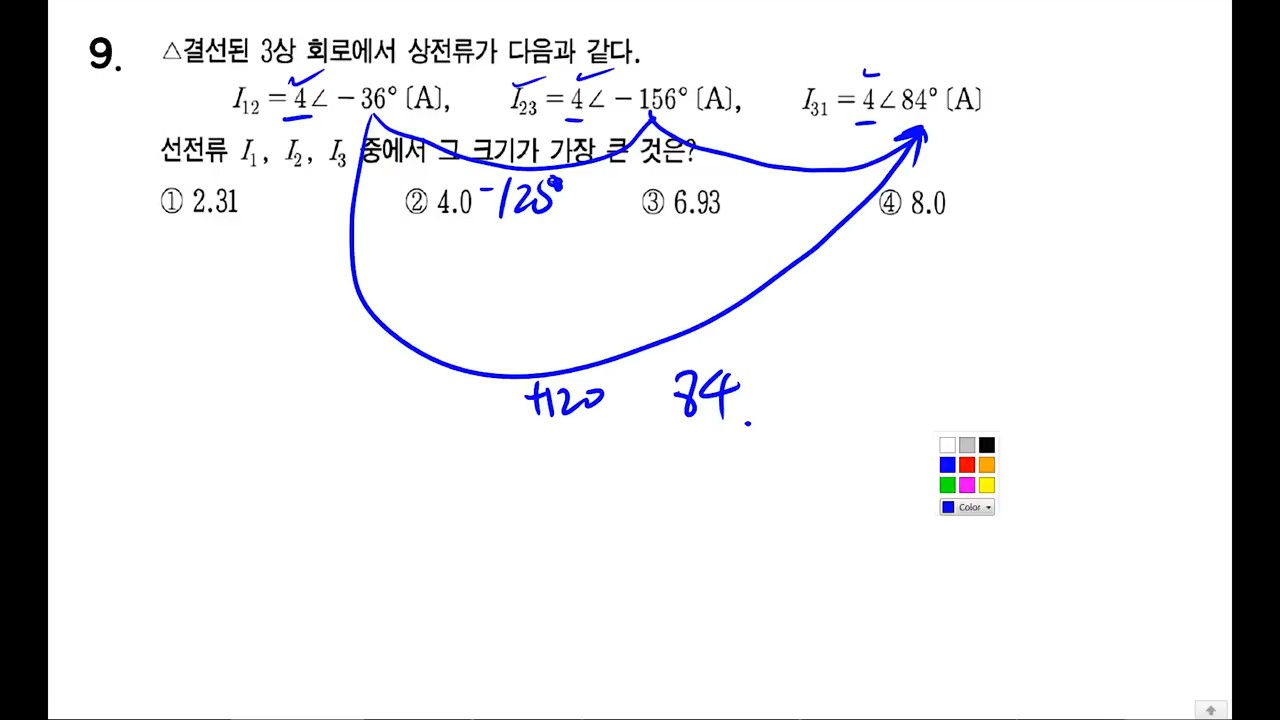 9. △결선된 3상 회로에서 상전류가 다음과 같다.
I₁₂ = 4∠-36° [A], I₂₃ = 4∠-156° [A], I₃₁ = 4∠84° [A]
선전류 I₁, I₂, I₃ 중에서 그 크기가 가장 큰 것은?
① 2.31 ② 4.0 ③ 6.93 ④ 8.0
-120°
+120 84.
Color